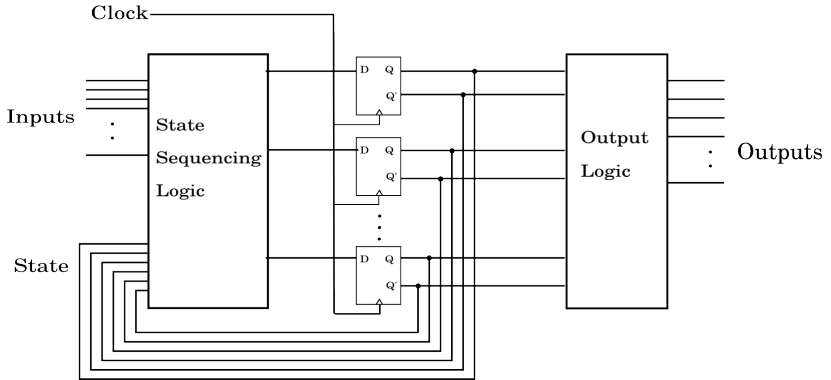 Clock
D Q
Q'
Inputs
State
Sequencing
Logic
Output
Logic
Outputs
D Q
Q'
State
D Q
Q'